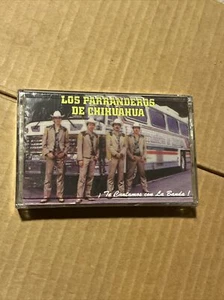 LOS PARRANDEROS
DE CHIHUAHUA
¡ Te Cantamos con La Banda !